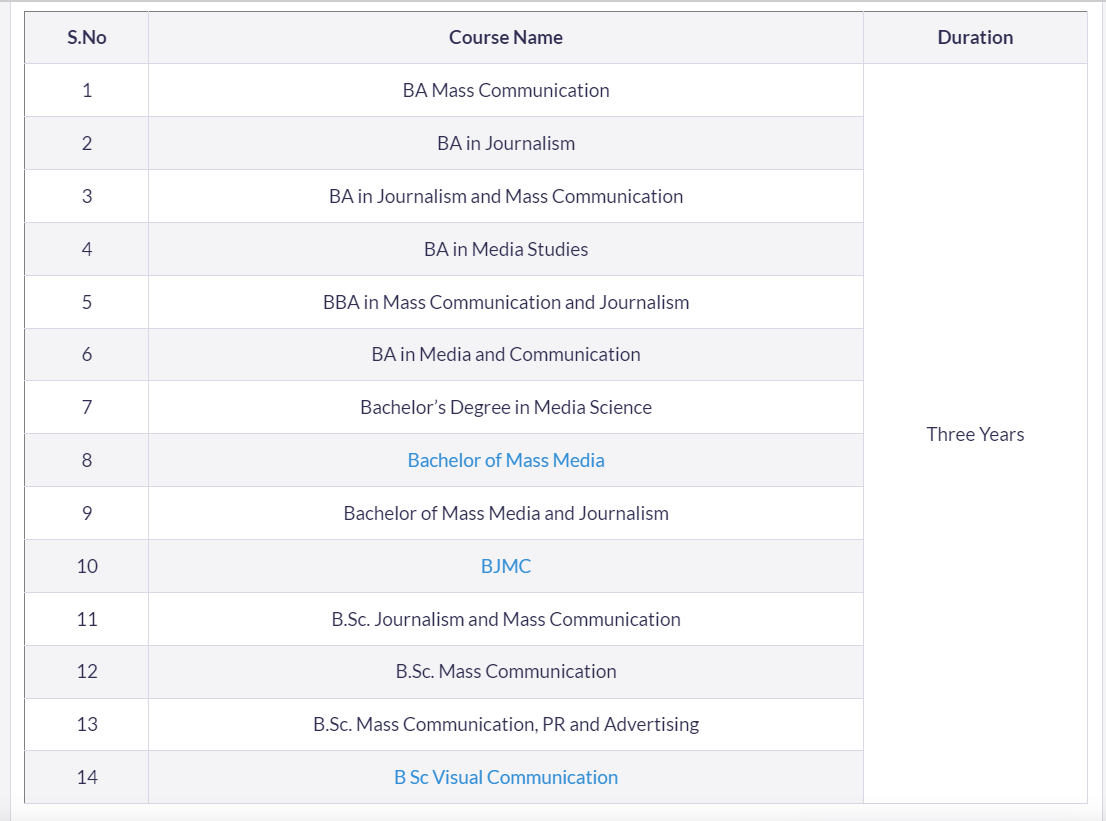 S.No Course Name Duration
1 BA Mass Communication
2 BA in Journalism
3 BA in Journalism and Mass Communication
4 BA in Media Studies
5 BBA in Mass Communication and Journalism
6 BA in Media and Communication
7 Bachelor’s Degree in Media Science
Three Years
8 Bachelor of Mass Media
9 Bachelor of Mass Media and Journalism
10 BJMC
11 B.Sc. Journalism and Mass Communication
12 B.Sc. Mass Communication
13 B.Sc. Mass Communication, PR and Advertising
14 B Sc Visual Communication